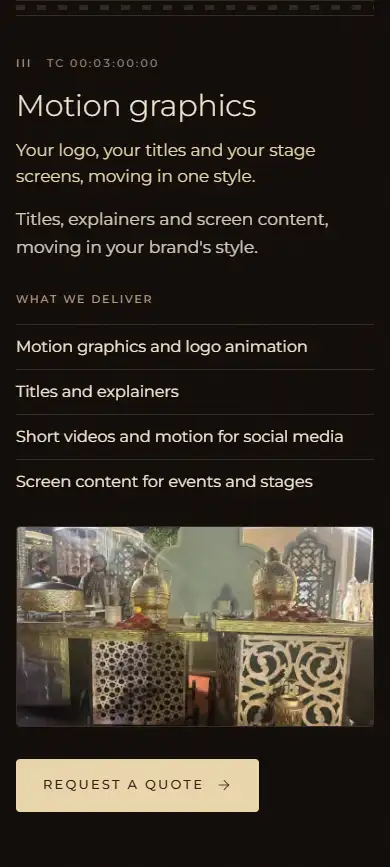 III TC 00:03:00:00
Motion graphics
Your logo, your titles and your stage
screens, moving in one style.
Titles, explainers and screen content,
moving in your brand's style.
WHAT WE DELIVER
Motion graphics and logo animation
Titles and explainers
Short videos and motion for social media
Screen content for events and stages
REQUEST A QUOTE →